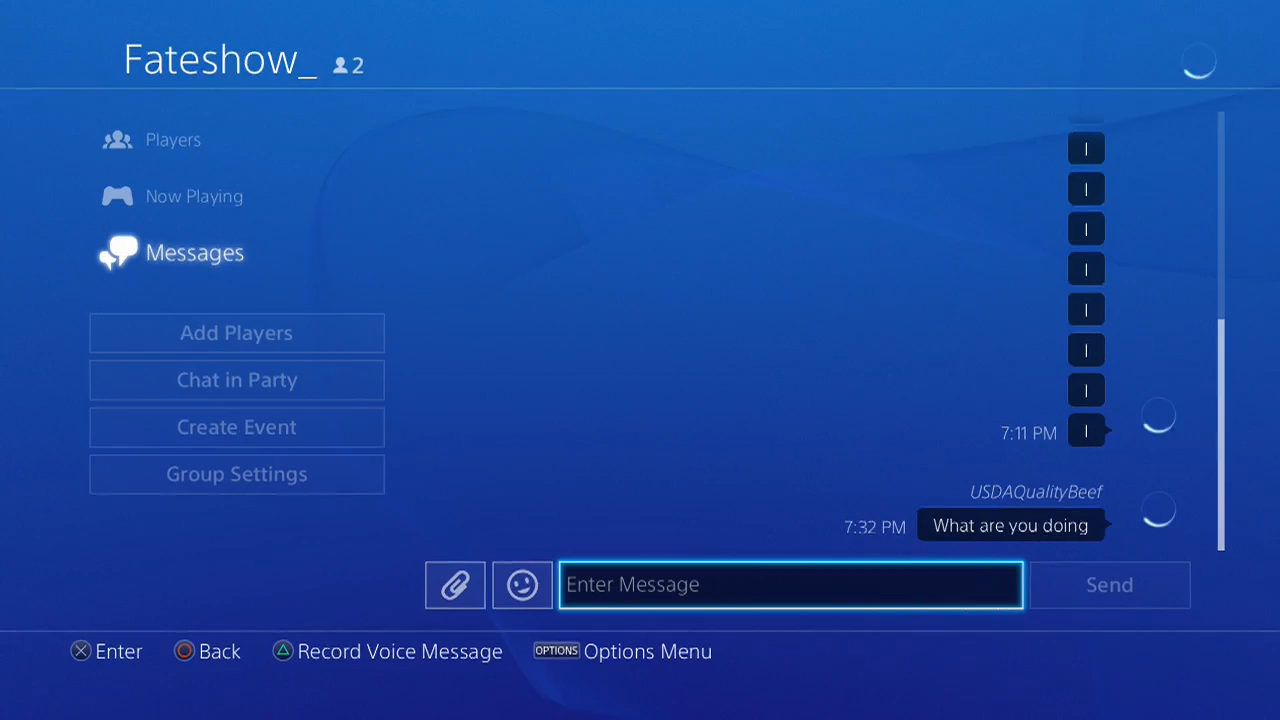 Fateshow_ 2
Players
Now Playing
Messages
Add Players
Chat in Party
Create Event
Group Settings
I
I
I
I
I
I
I
7:11 PM I
USDAQualityBeef
7:32 PM What are you doing
Enter Message Send
Enter Back Record Voice Message OPTIONS Options Menu